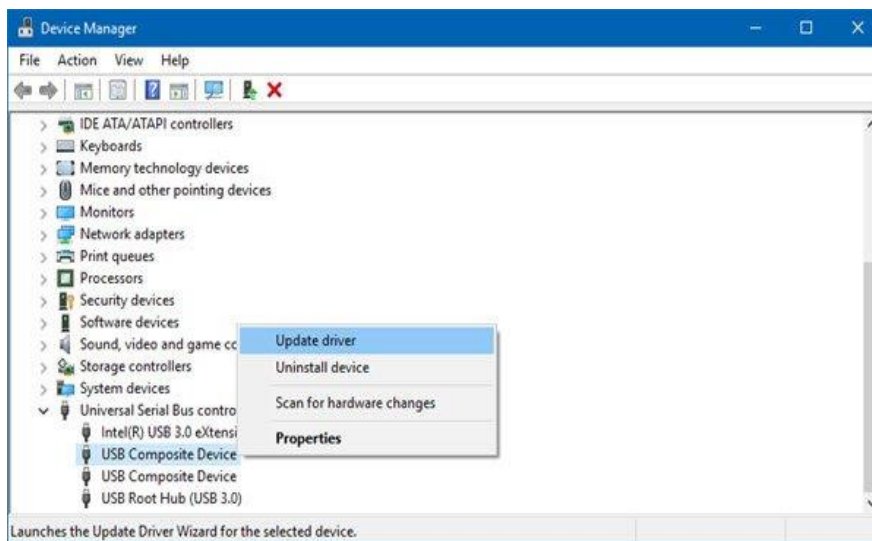 Device Manager
File Action View Help
IDE ATA/ATAPI controllers
Keyboards
Memory technology devices
Mice and other pointing devices
Monitors
Network adapters
Print queues
Processors
Security devices
Software devices
Sound, video and game co
Storage controllers
System devices
Universal Serial Bus contro
Intel(R) USB 3.0 eXtensi
USB Composite Device
USB Composite Device
USB Root Hub (USB 3.0)
Update driver
Uninstall device
Scan for hardware changes
Properties
Launches the Update Driver Wizard for the selected device.